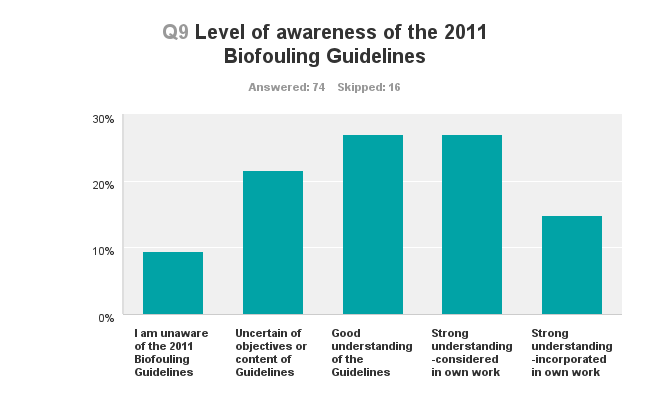 Q9 Level of awareness of the 2011
Biofouling Guidelines
Answered: 74 Skipped: 16
30%
20%
10%
0%
I am unaware
of the 2011
Biofouling
Guidelines
Uncertain of
objectives or
content of
Guidelines
Good
understanding
of the
Guidelines
Strong
understanding
-considered
in own work
Strong
understanding
-incorporated
in own work